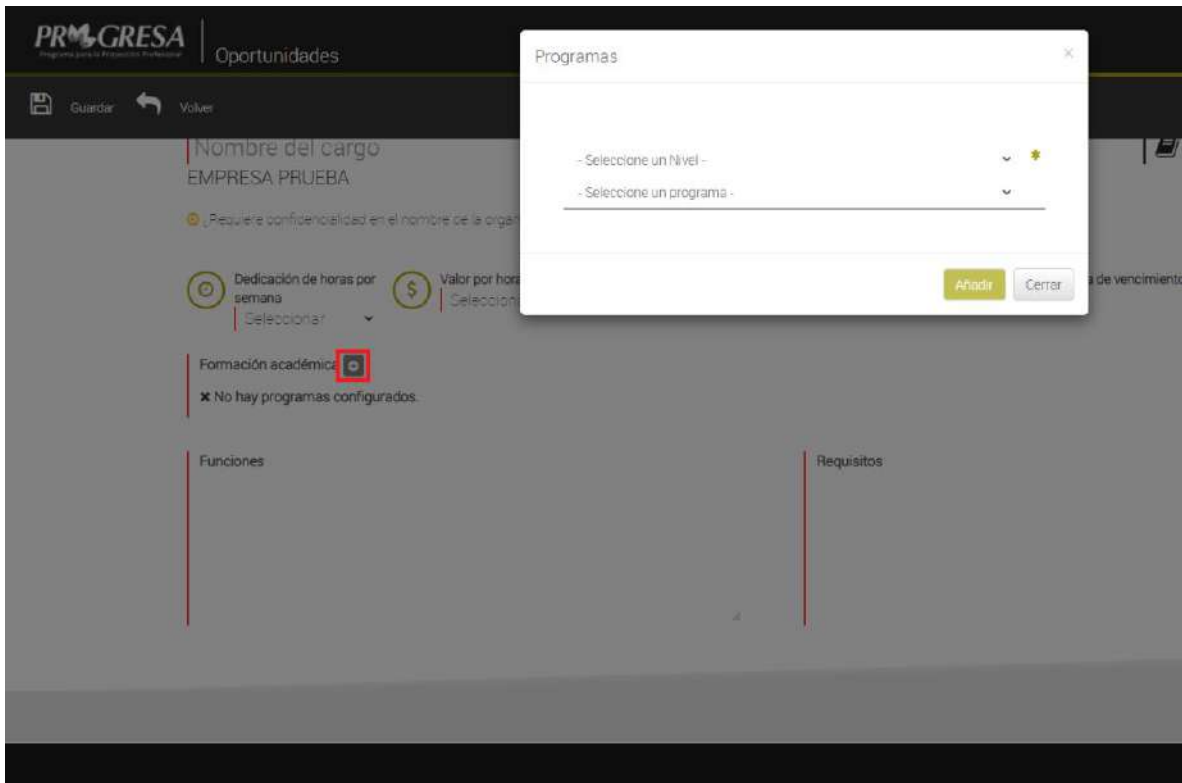 PROGRESA
Programa para la Proyección Profesional
Oportunidades
Guardar
Volver
Programas
×
- Seleccione un Nivel -
*
- Seleccione un programa -
Añadir
Cerrar
Nombre del cargo
EMPRESA PRUEBA
¿Requiere confidencialidad en el nombre de la organ
Dedicación de horas por
semana
Seleccionar
Valor por hora
Seleccion
a de vencimiento
Formación académica
No hay programas configurados.
Funciones
Requisitos